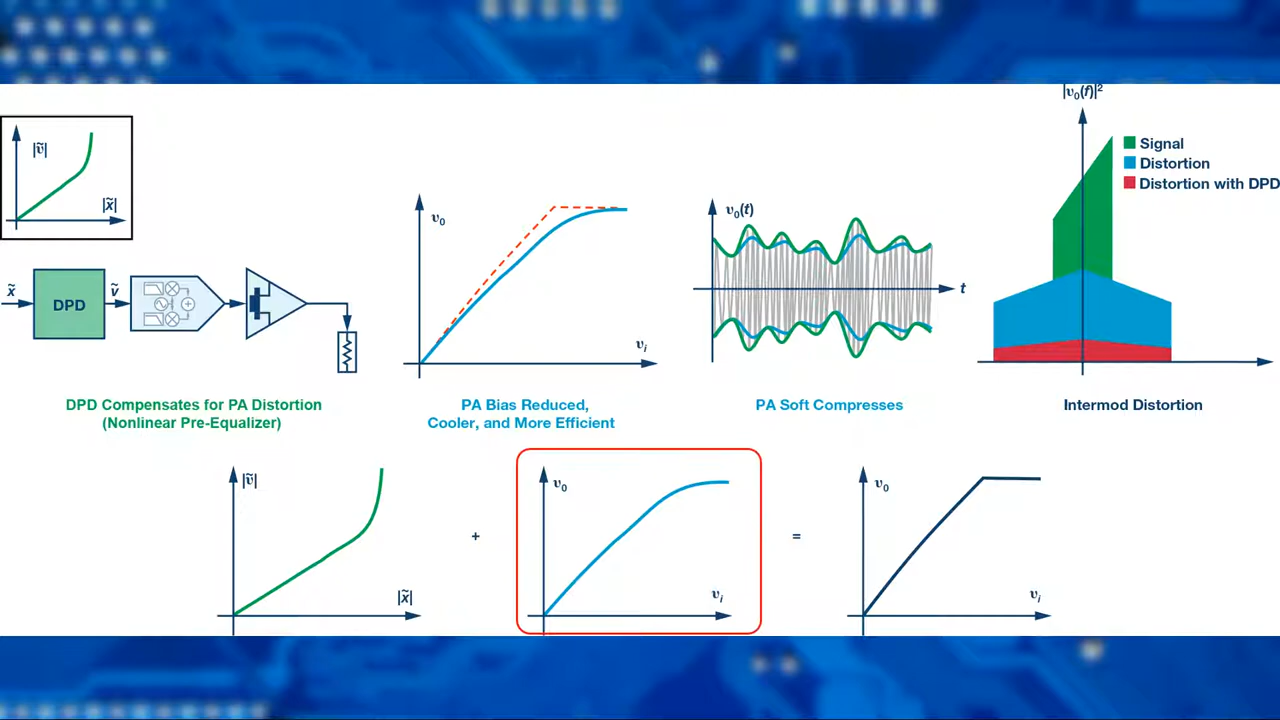 |v₀(f)|²
Signal
Distortion
Distortion with DPD
|ṽ|
|x̃|
v₀
vᵢ
v₀(t)
t
x̃
DPD
ṽ
+
DPD Compensates for PA Distortion
(Nonlinear Pre-Equalizer)
PA Bias Reduced,
Cooler, and More Efficient
PA Soft Compresses
Intermod Distortion
|ṽ|
|x̃|
+
v₀
vᵢ
=
v₀
vᵢ